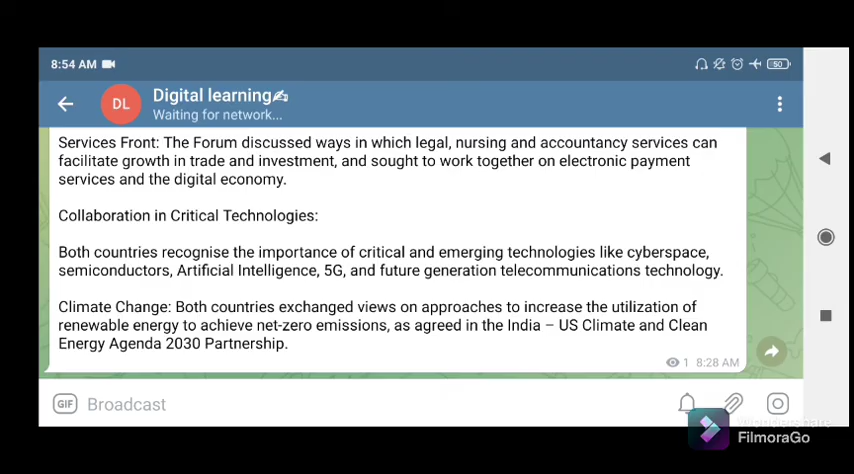 8:54 AM
50
DL
Digital learning✍
Waiting for network...
Services Front: The Forum discussed ways in which legal, nursing and accountancy services can
facilitate growth in trade and investment, and sought to work together on electronic payment
services and the digital economy.
Collaboration in Critical Technologies:
Both countries recognise the importance of critical and emerging technologies like cyberspace,
semiconductors, Artificial Intelligence, 5G, and future generation telecommunications technology.
Climate Change: Both countries exchanged views on approaches to increase the utilization of
renewable energy to achieve net-zero emissions, as agreed in the India – US Climate and Clean
Energy Agenda 2030 Partnership.
1 8:28 AM
GIF Broadcast
FilmoraGo